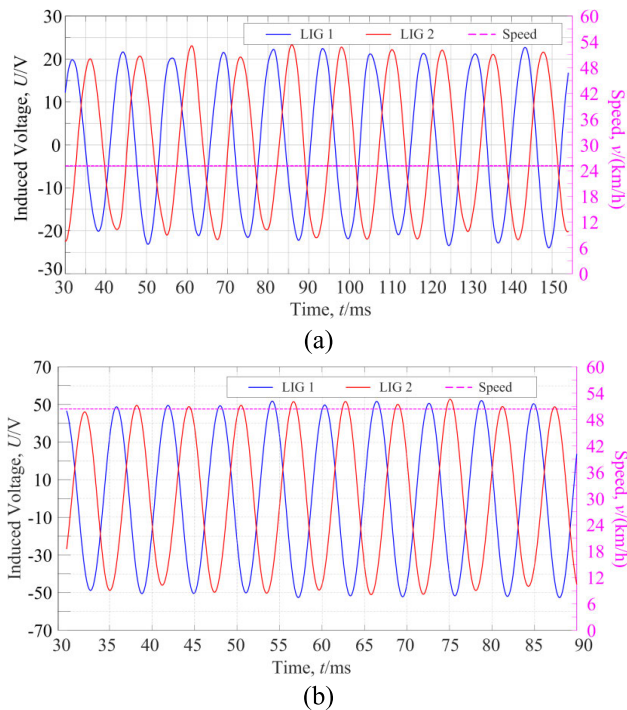 LIG 1 LIG 2 Speed
30 20 10 0 -10 -20 -30
Induced Voltage, U/V
60 54 48 42 36 30 24 18 12 6 0
Speed, v/(km/h)
30 40 50 60 70 80 90 100 110 120 130 140 150
Time, t/ms
(a)
LIG 1 LIG 2 Speed
70 50 30 10 -10 -30 -50 -70
Induced Voltage, U/V
60 54 48 42 36 30 24 18 12 6 0
Speed, v/(km/h)
30 35 40 45 50 55 60 65 70 75 80 85 90
Time, t/ms
(b)